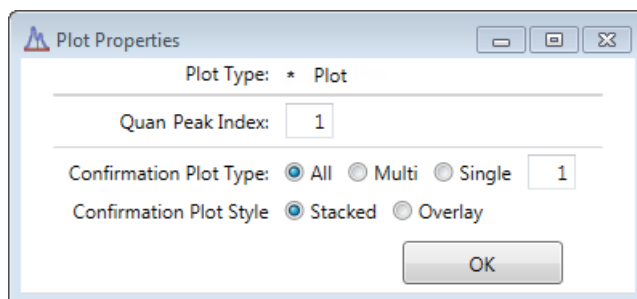 Plot Properties
Plot Type: * Plot
Quan Peak Index: 1
Confirmation Plot Type: All Multi Single 1
Confirmation Plot Style Stacked Overlay
OK